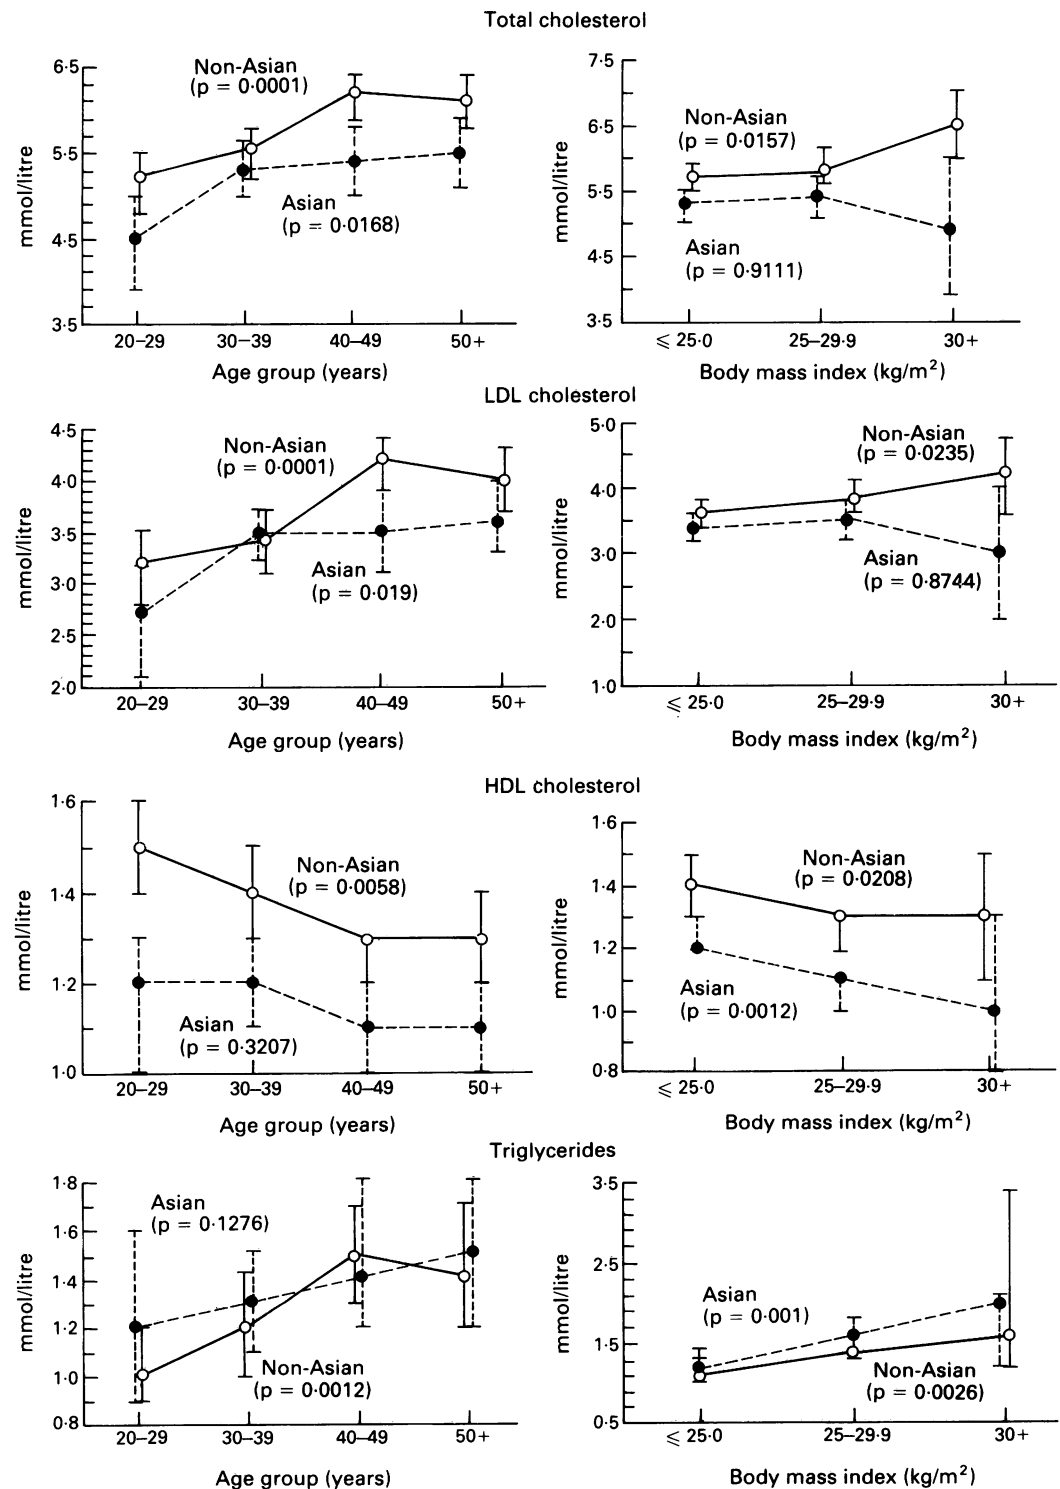 Total cholesterol
6·5
5·5
4·5
3·5
mmol/litre
Non-Asian
(p = 0·0001)
Asian
(p = 0·0168)
20–29
30–39
40–49
50+
Age group (years)
7·5
6·5
5·5
4·5
3·5
mmol/litre
Non-Asian
(p = 0·0157)
Asian
(p = 0·9111)
≤ 25·0
25–29·9
30+
Body mass index (kg/m²)
LDL cholesterol
4·5
4·0
3·5
3·0
2·5
2·0
mmol/litre
Non-Asian
(p = 0·0001)
Asian
(p = 0·019)
20–29
30–39
40–49
50+
Age group (years)
5·0
4·0
3·0
2·0
1·0
mmol/litre
Non-Asian
(p = 0·0235)
Asian
(p = 0·8744)
≤ 25·0
25–29·9
30+
Body mass index (kg/m²)
HDL cholesterol
1·6
1·4
1·2
1·0
mmol/litre
Non-Asian
(p = 0·0058)
Asian
(p = 0·3207)
20–29
30–39
40–49
50+
Age group (years)
1·6
1·4
1·2
1·0
0·8
mmol/litre
Non-Asian
(p = 0·0208)
Asian
(p = 0·0012)
≤ 25·0
25–29·9
30+
Body mass index (kg/m²)
Triglycerides
1·8
1·6
1·4
1·2
1·0
0·8
mmol/litre
Asian
(p = 0·1276)
Non-Asian
(p = 0·0012)
20–29
30–39
40–49
50+
Age group (years)
3·5
2·5
1·5
0·5
mmol/litre
Asian
(p = 0·001)
Non-Asian
(p = 0·0026)
≤ 25·0
25–29·9
30+
Body mass index (kg/m²)